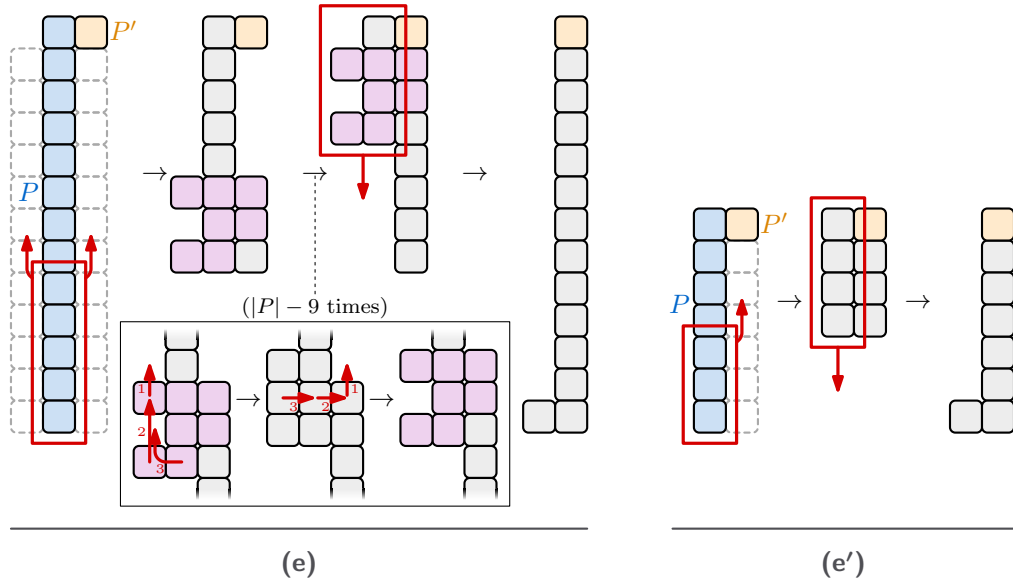 P′
→
→
→
P
P′
P
→
→
(|P| − 9 times)
1
2
3
→
3
2
1
→
(e)
(e′)